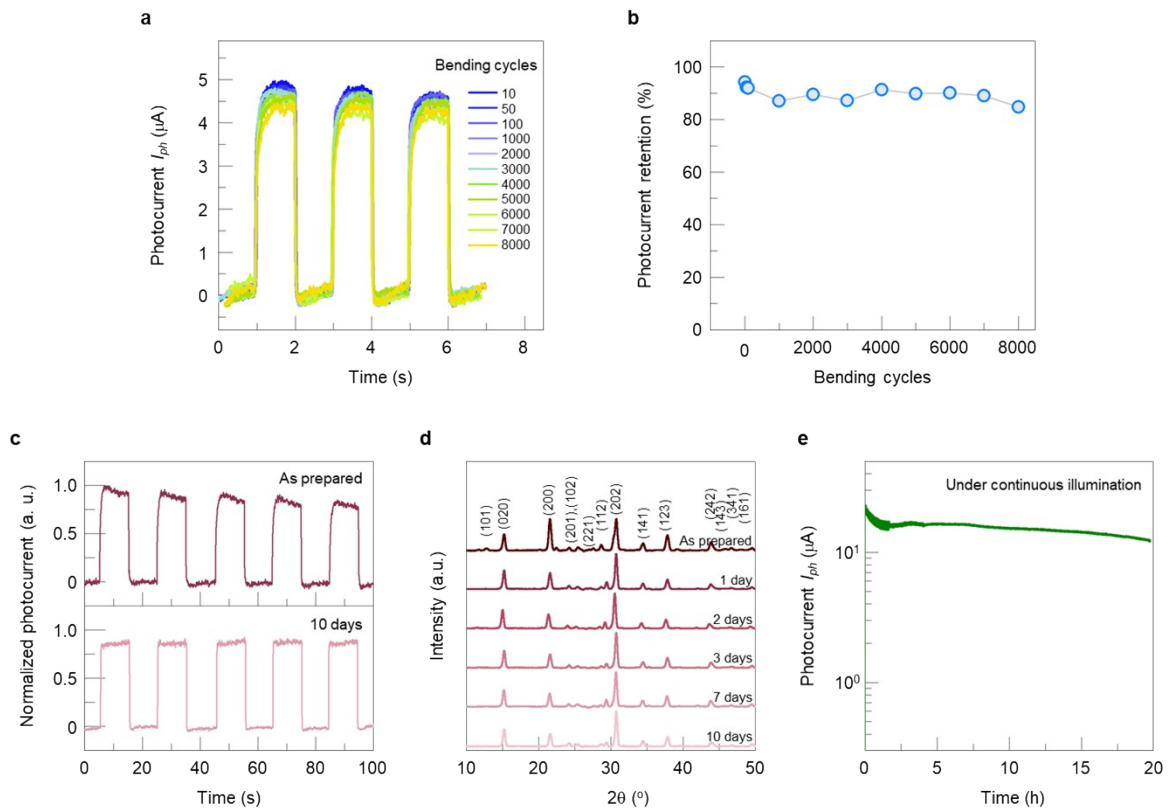 a
Photocurrent Iph (μA)
5
4
3
2
1
0
0
2
4
6
8
Time (s)
Bending cycles
10
50
100
1000
2000
3000
4000
5000
6000
7000
8000
b
Photocurrent retention (%)
100
80
60
40
20
0
0
2000
4000
6000
8000
Bending cycles
c
Normalized photocurrent (a. u.)
As prepared
1.0
0.5
0
10 days
1.0
0.5
0.0
0
20
40
60
80
100
Time (s)
d
Intensity (a.u.)
(101)
(020)
(200)
(201),(102)
(221)
(112)
(202)
(141)
(123)
(242)
(143)
(341)
(161)
As prepared
1 day
2 days
3 days
7 days
10 days
10
20
30
40
50
2θ (o)
e
Photocurrent Iph (μA)
Under continuous illumination
10¹
10⁰
0
5
10
15
20
Time (h)